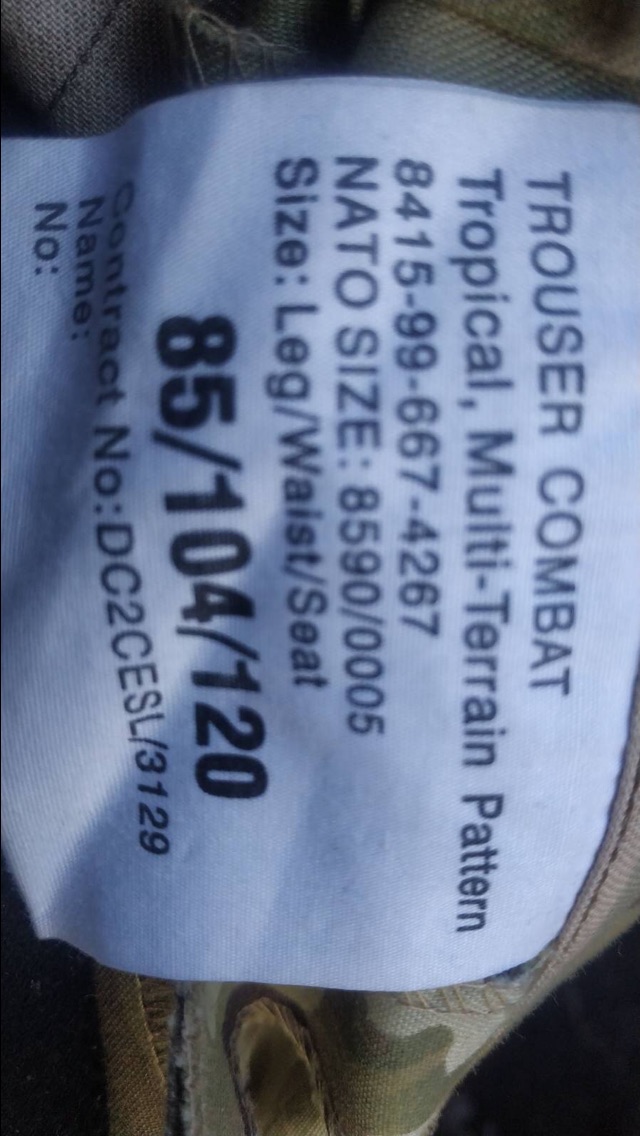 TROUSER COMBAT
Tropical, Multi-Terrain Pattern
8415-99-667-4267
NATO SIZE: 8590/0005
Size: Leg/Waist/Seat
85/104/120
Contract No:DC2CESL/3129
Name:
No: